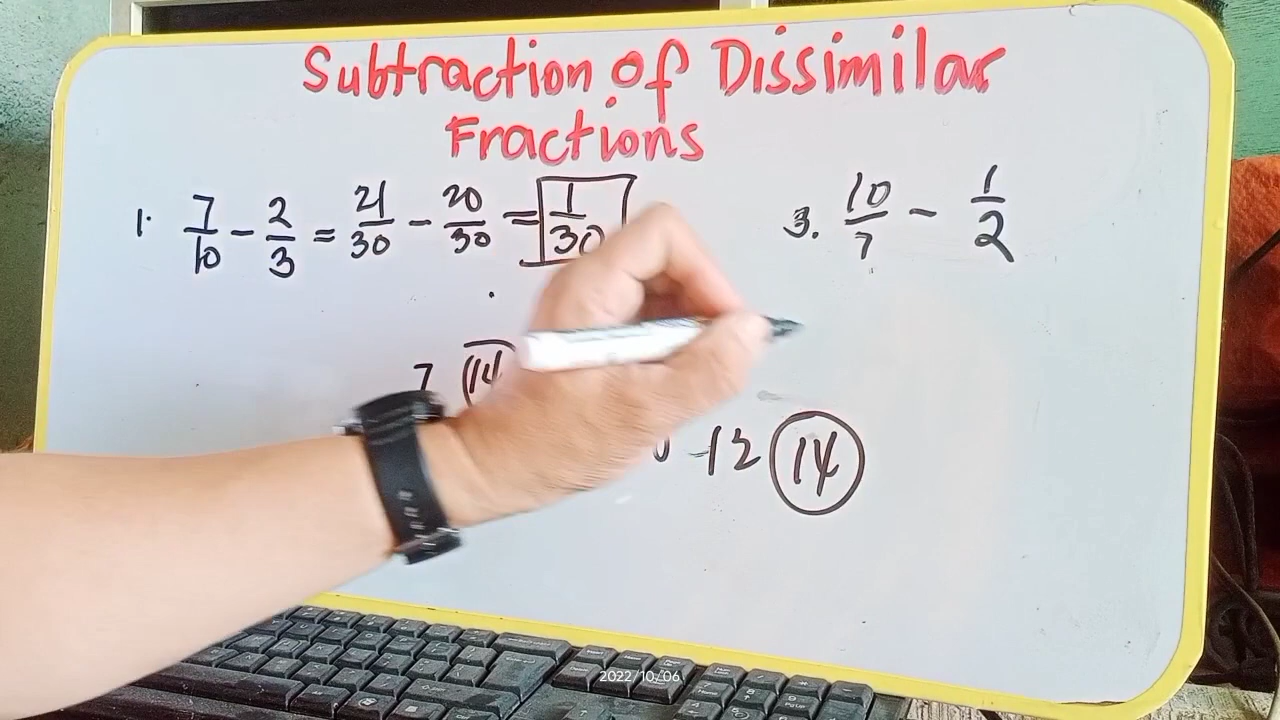 Subtraction of Dissimilar
Fractions
1. 7/10 - 2/3 = 21/30 - 20/30 = 1/30
3. 10/7 - 1/2
7 14
-12 14
2022/10/06